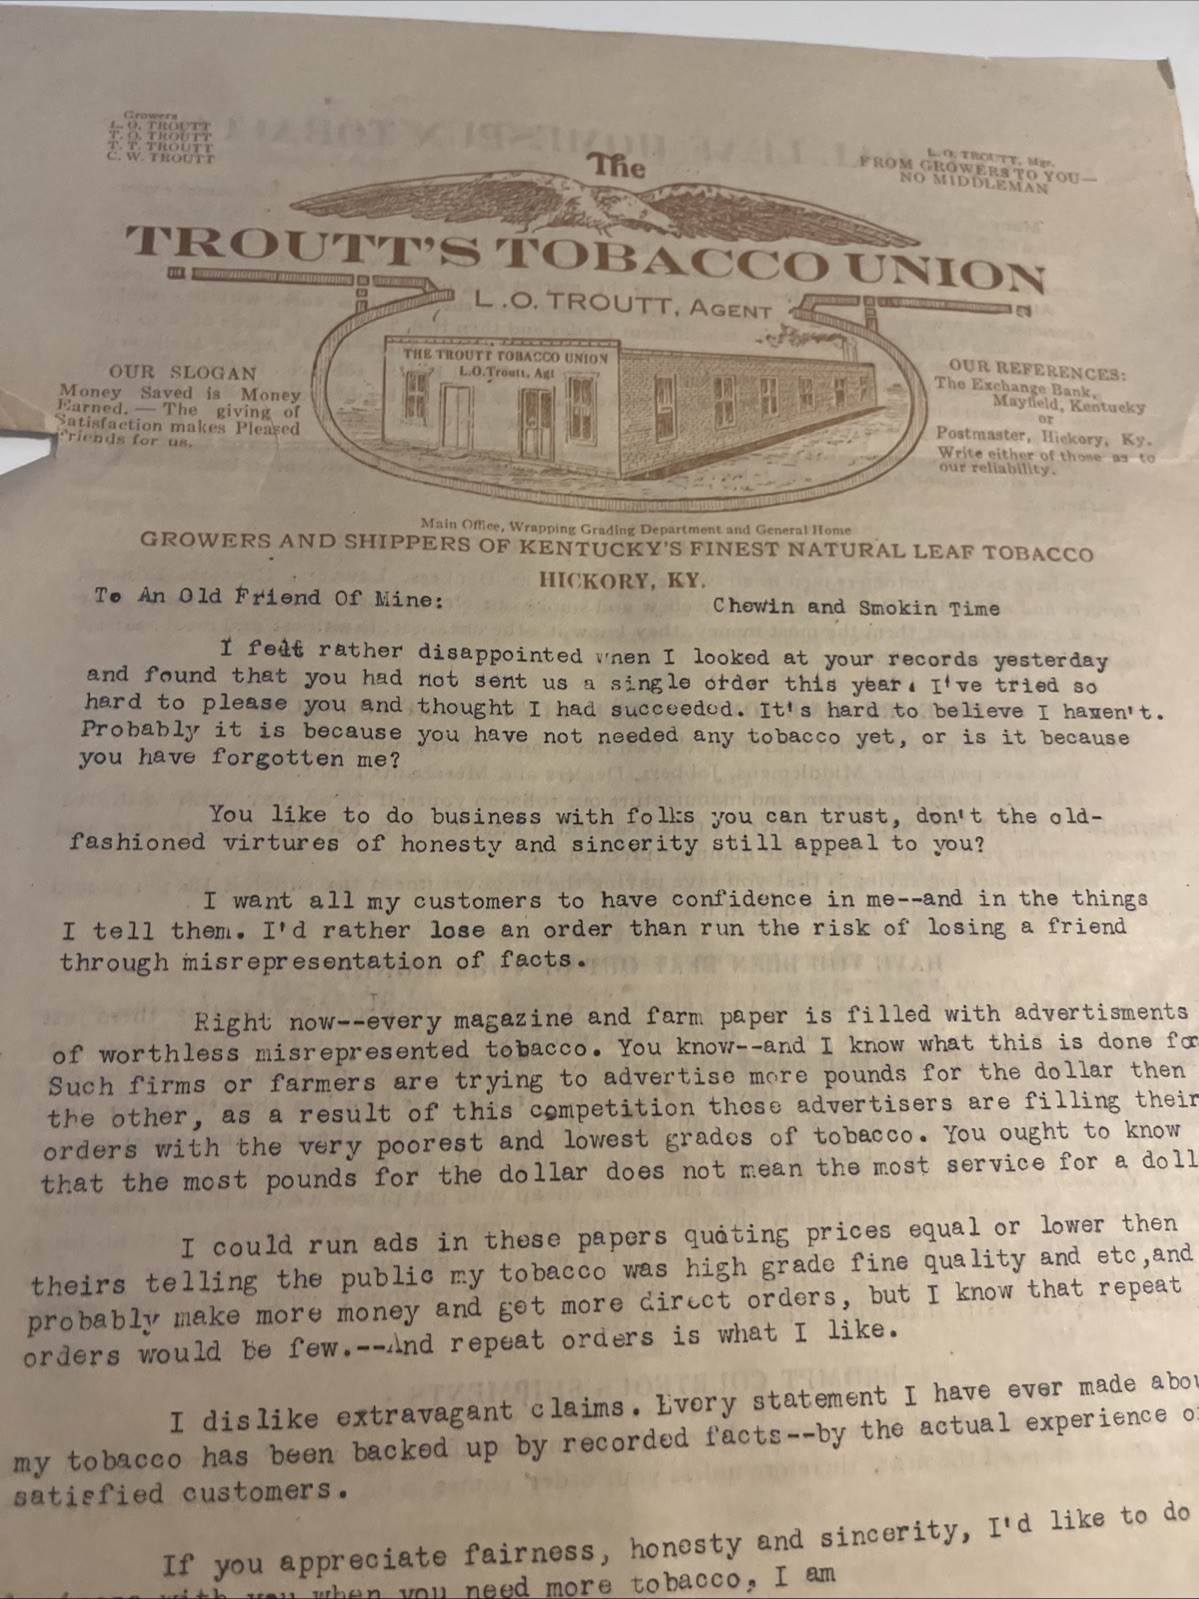 Growers
L. O. TROUTT
T. O. TROUTT
T. T. TROUTT
C. W. TROUTT
L. O. TROUTT, Mgr.
FROM GROWERS TO YOU—
NO MIDDLEMAN
The
TROUTT'S TOBACCO UNION
L.O. TROUTT, AGENT
THE TROUTT TOBACCO UNION
L.O.Troutt, Agt
OUR SLOGAN
Money Saved is Money
Earned. — The giving of
Satisfaction makes Pleased
Friends for us.
OUR REFERENCES:
The Exchange Bank,
Mayfield, Kentucky
or
Postmaster, Hickory, Ky.
Write either of those as to
our reliability.
Main Office, Wrapping Grading Department and General Home
GROWERS AND SHIPPERS OF KENTUCKY'S FINEST NATURAL LEAF TOBACCO
HICKORY, KY.
To An Old Friend Of Mine:
Chewin and Smokin Time
I felt rather disappointed when I looked at your records yesterday
and found that you had not sent us a single order this year. I've tried so
hard to please you and thought I had succeeded. It's hard to believe I haven't.
Probably it is because you have not needed any tobacco yet, or is it because
you have forgotten me?
You like to do business with folks you can trust, don't the old-
fashioned virtures of honesty and sincerity still appeal to you?
I want all my customers to have confidence in me--and in the things
I tell them. I'd rather lose an order than run the risk of losing a friend
through misrepresentation of facts.
Right now--every magazine and farm paper is filled with advertisments
of worthless misrepresented tobacco. You know--and I know what this is done for
Such firms or farmers are trying to advertise more pounds for the dollar then
the other, as a result of this competition these advertisers are filling their
orders with the very poorest and lowest grades of tobacco. You ought to know
that the most pounds for the dollar does not mean the most service for a doll
I could run ads in these papers quoting prices equal or lower then
theirs telling the public my tobacco was high grade fine quality and etc,and
probably make more money and get more direct orders, but I know that repeat
orders would be few.--And repeat orders is what I like.
I dislike extravagant claims. Every statement I have ever made abou
my tobacco has been backed up by recorded facts--by the actual experience of
satisfied customers.
If you appreciate fairness, honesty and sincerity, I'd like to do
with you when you need more tobacco, I am